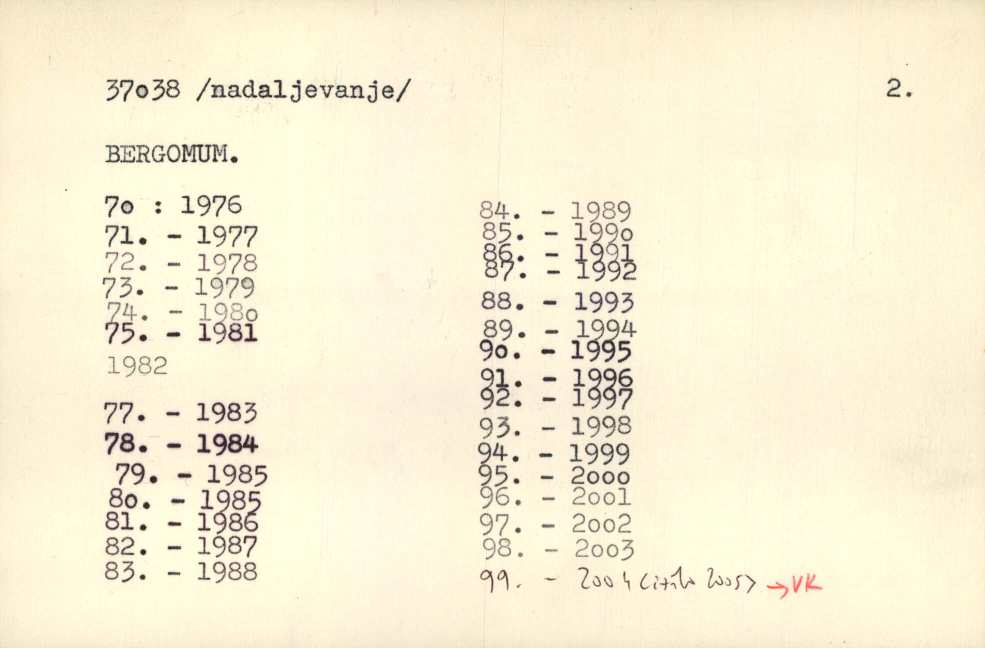 37o38 /nadaljevanje/ 2.
BERGOMUM.
7o : 1976
71. - 1977
72. - 1978
73. - 1979
74. - 198o
75. - 1981
1982
77. - 1983
78. - 1984
79. - 1985
8o. - 1985
81. - 1986
82. - 1987
83. - 1988
84. - 1989
85. - 199o
86. - 1991
87. - 1992
88. - 1993
89. - 1994
9o. - 1995
91. - 1996
92. - 1997
93. - 1998
94. - 1999
95. - 2ooo
96. - 2oo1
97. - 2oo2
98. - 2oo3
99. - 2004 <izišlo 2005> → VK